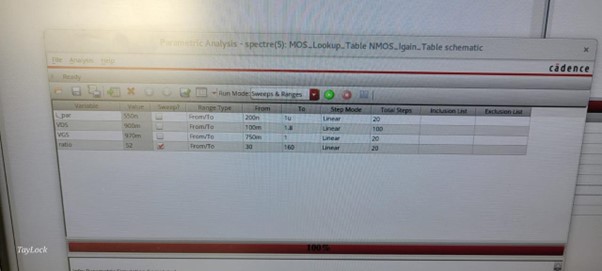 Parametric Analysis - spectre(5): MOS_Lookup_Table NMOS_Igain_Table schematic
File Analysis Help
cādence
Ready
Run Mode: Sweeps & Ranges
Variable Value Sweep? Range Type From To Step Mode Total Steps Inclusion List Exclusion List
L_par 550n From/To 200n 1u Linear 20
VDS 900m From/To 100m 1.8 Linear 100
VGS 970m From/To 750m 1 Linear 20
ratio 52 From/To 30 160 Linear 20
100%
TayLock